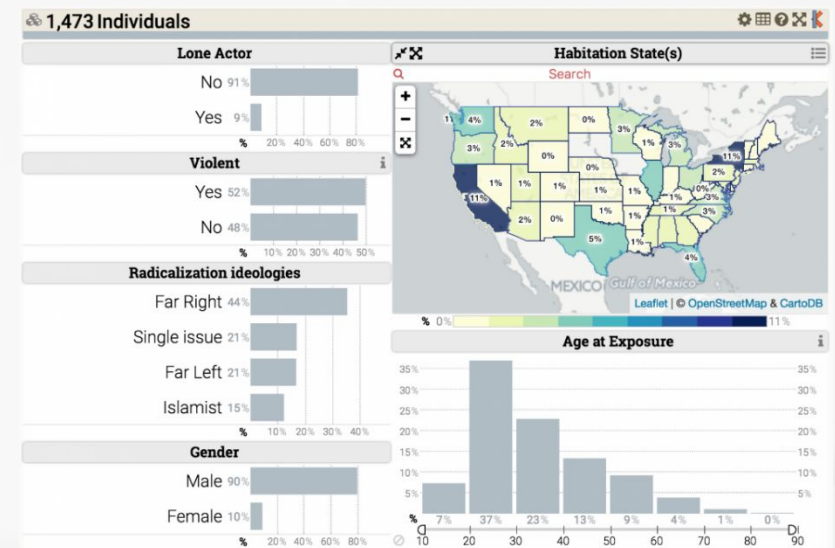 1,473 Individuals
Lone Actor
No 91%
Yes 9%
% 20% 40% 60% 80%
Violent i
Yes 52%
No 48%
% 10% 20% 30% 40% 50%
Radicalization ideologies
Far Right 44%
Single issue 21%
Far Left 21%
Islamist 15%
% 10% 20% 30% 40%
Gender
Male 90%
Female 10%
% 20% 40% 60% 80%
Habitation State(s)
Search
+
−
4% 2% 0% 3% 1% 3% 11%
3% 2% 0% 2%
0% 0%
11% 1% 1% 1% 1% 1% 1% 3%
2% 0% 1% 1% 1% 3%
5% 1% 4%
MEXICO Gulf of Mexico
Leaflet | © OpenStreetMap & CartoDB
% 0% 11%
Age at Exposure i
35% 35%
30% 30%
25% 25%
20% 20%
15% 15%
10% 10%
5% 5%
% 7% 37% 23% 13% 9% 4% 1% 0%
10 20 30 40 50 60 70 80 90